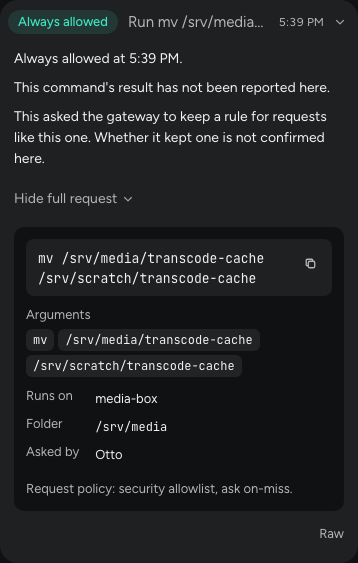 Always allowed Run mv /srv/media... 5:39 PM
Always allowed at 5:39 PM.
This command's result has not been reported here.
This asked the gateway to keep a rule for requests
like this one. Whether it kept one is not confirmed
here.
Hide full request
mv /srv/media/transcode-cache
/srv/scratch/transcode-cache
Arguments
mv /srv/media/transcode-cache
/srv/scratch/transcode-cache
Runs on media-box
Folder /srv/media
Asked by Otto
Request policy: security allowlist, ask on-miss.
Raw